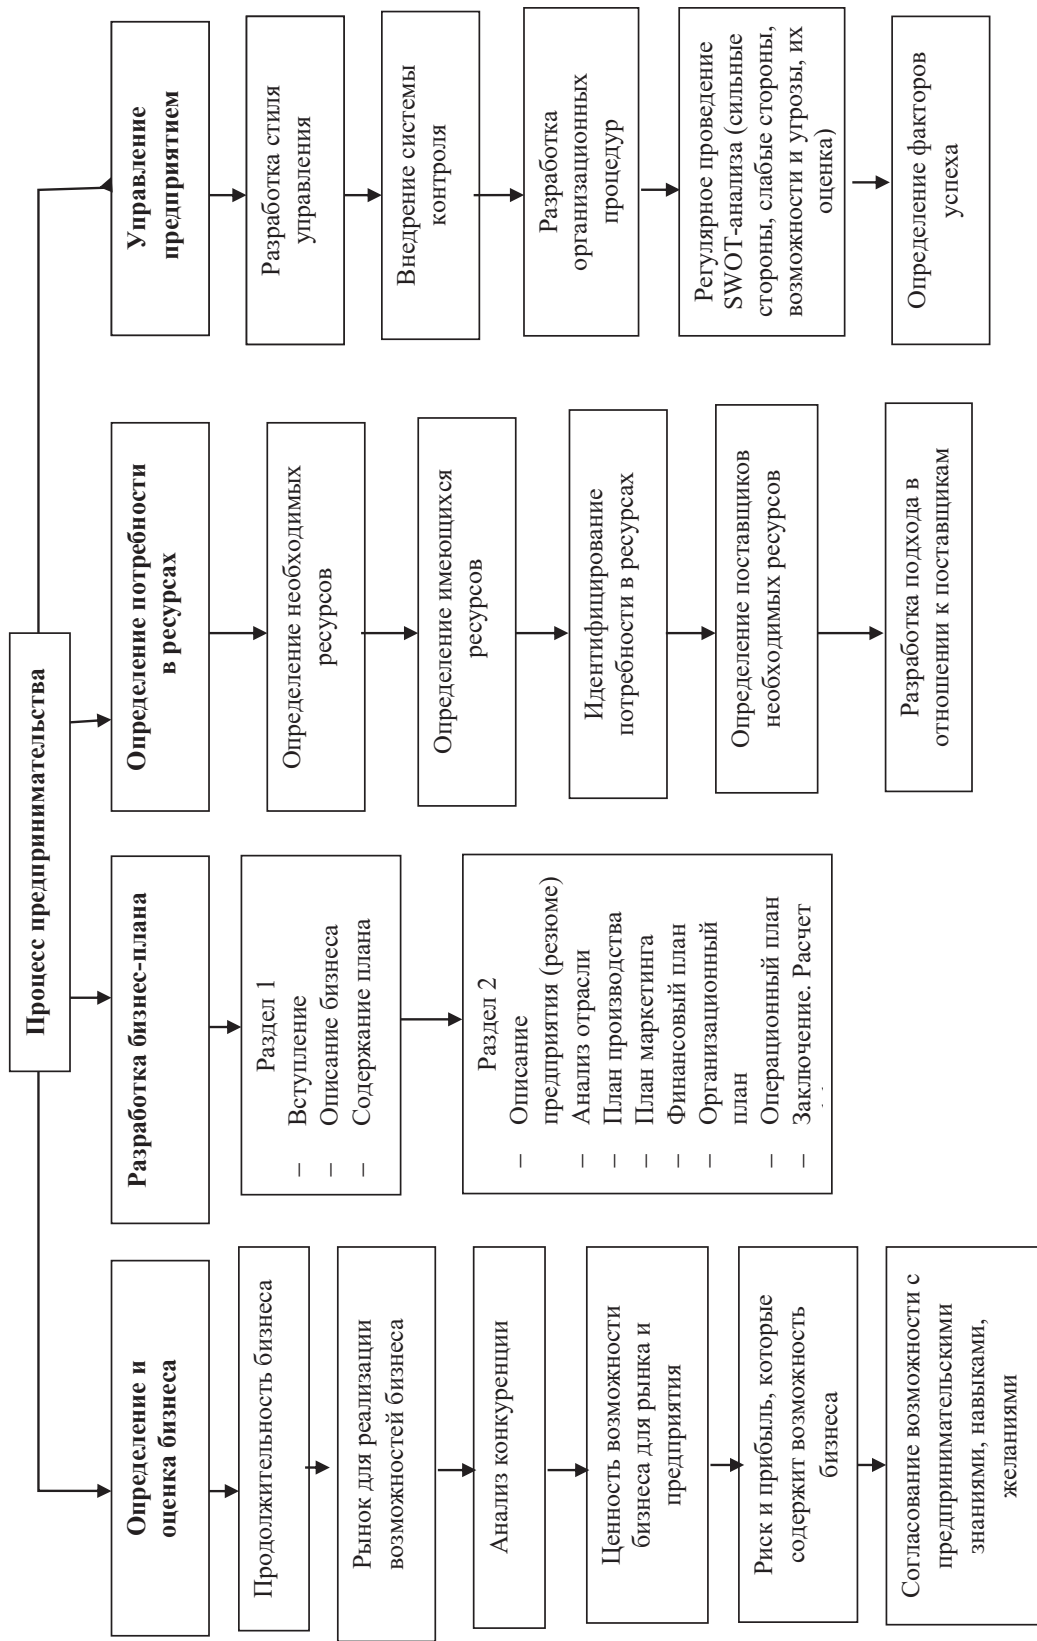 Процесс предпринимательства
Определение и
оценка бизнеса
Продолжительность бизнеса
Рынок для реализации
возможностей бизнеса
Анализ конкуренции
Ценность возможности
бизнеса для рынка и
предприятия
Риск и прибыль, которые
содержит возможность
бизнеса
Согласование возможности с
предпринимательскими
знаниями, навыками,
желаниями
Разработка бизнес-плана
Раздел 1
– Вступление
– Описание бизнеса
– Содержание плана
Раздел 2
– Описание
предприятия (резюме)
– Анализ отрасли
– План производства
– План маркетинга
– Финансовый план
– Организационный
план
– Операционный план
– Заключение. Расчет
Определение потребности
в ресурсах
Определение необходимых
ресурсов
Определение имеющихся
ресурсов
Идентифицирование
потребности в ресурсах
Определение поставщиков
необходимых ресурсов
Разработка подхода в
отношении к поставщикам
Управление
предприятием
Разработка стиля
управления
Внедрение системы
контроля
Разработка
организационных
процедур
Регулярное проведение
SWOT-анализа (сильные
стороны, слабые стороны,
возможности и угрозы, их
оценка)
Определение факторов
успеха